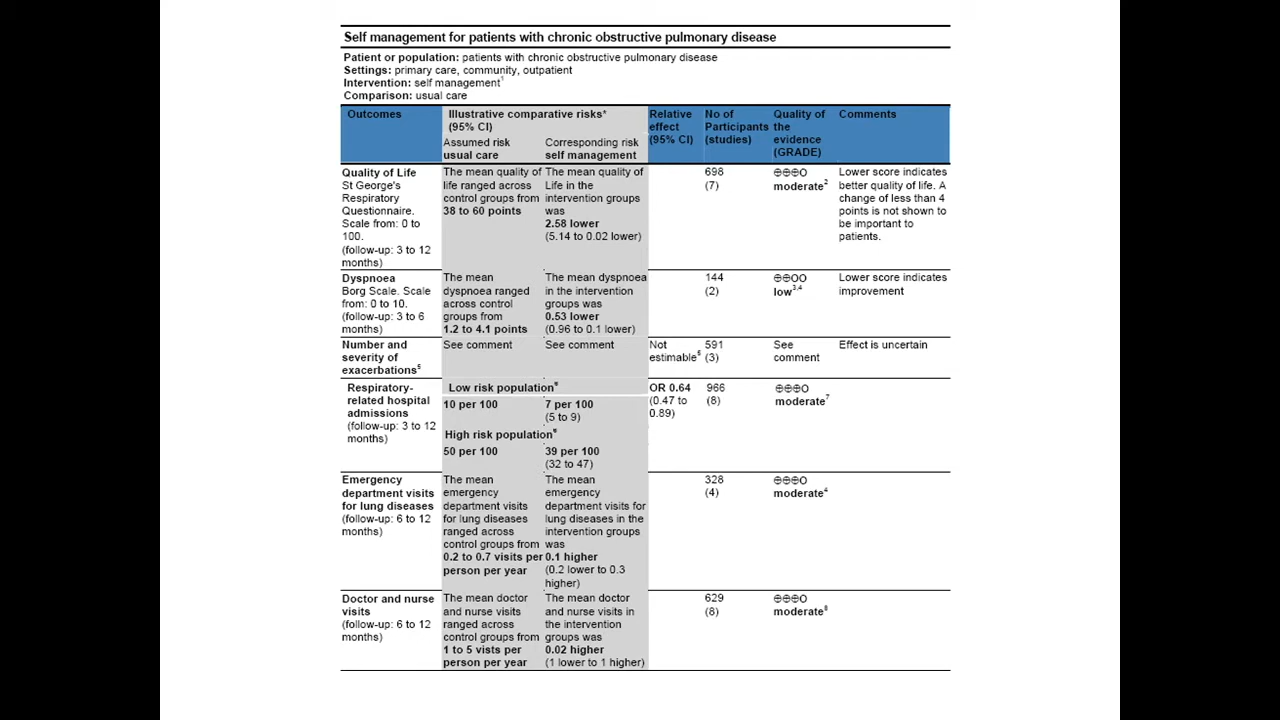 Self management for patients with chronic obstructive pulmonary disease
Patient or population: patients with chronic obstructive pulmonary disease
Settings: primary care, community, outpatient
Intervention: self management¹
Comparison: usual care
Outcomes
Illustrative comparative risks*
(95% CI)
Relative
effect
(95% CI)
No of
Participants
(studies)
Quality of
the
evidence
(GRADE)
Comments
Assumed risk
usual care
Corresponding risk
self management
Quality of Life
St George's
Respiratory
Questionnaire.
Scale from: 0 to
100.
(follow-up: 3 to 12
months)
The mean quality of
life ranged across
control groups from
38 to 60 points
The mean quality of
Life in the
intervention groups
was
2.58 lower
(5.14 to 0.02 lower)
698
(7)
⊕⊕⊕O
moderate²
Lower score indicates
better quality of life. A
change of less than 4
points is not shown to
be important to
patients.
Dyspnoea
Borg Scale. Scale
from: 0 to 10.
(follow-up: 3 to 6
months)
The mean
dyspnoea ranged
across control
groups from
1.2 to 4.1 points
The mean dyspnoea
in the intervention
groups was
0.53 lower
(0.96 to 0.1 lower)
144
(2)
⊕⊕OO
low³,⁴
Lower score indicates
improvement
Number and
severity of
exacerbations⁵
See comment
See comment
Not
estimable⁵
591
(3)
See
comment
Effect is uncertain
Respiratory-
related hospital
admissions
(follow-up: 3 to 12
months)
Low risk population⁶
10 per 100
7 per 100
(5 to 9)
High risk population⁶
50 per 100
39 per 100
(32 to 47)
OR 0.64
(0.47 to
0.89)
966
(8)
⊕⊕⊕O
moderate⁷
Emergency
department visits
for lung diseases
(follow-up: 6 to 12
months)
The mean
emergency
department visits
for lung diseases
ranged across
control groups from
0.2 to 0.7 visits per
person per year
The mean
emergency
department visits for
lung diseases in the
intervention groups
was
0.1 higher
(0.2 lower to 0.3
higher)
328
(4)
⊕⊕⊕O
moderate⁴
Doctor and nurse
visits
(follow-up: 6 to 12
months)
The mean doctor
and nurse visits
ranged across
control groups from
1 to 5 vists per
person per year
The mean doctor
and nurse visits in
the intervention
groups was
0.02 higher
(1 lower to 1 higher)
629
(8)
⊕⊕⊕O
moderate⁸